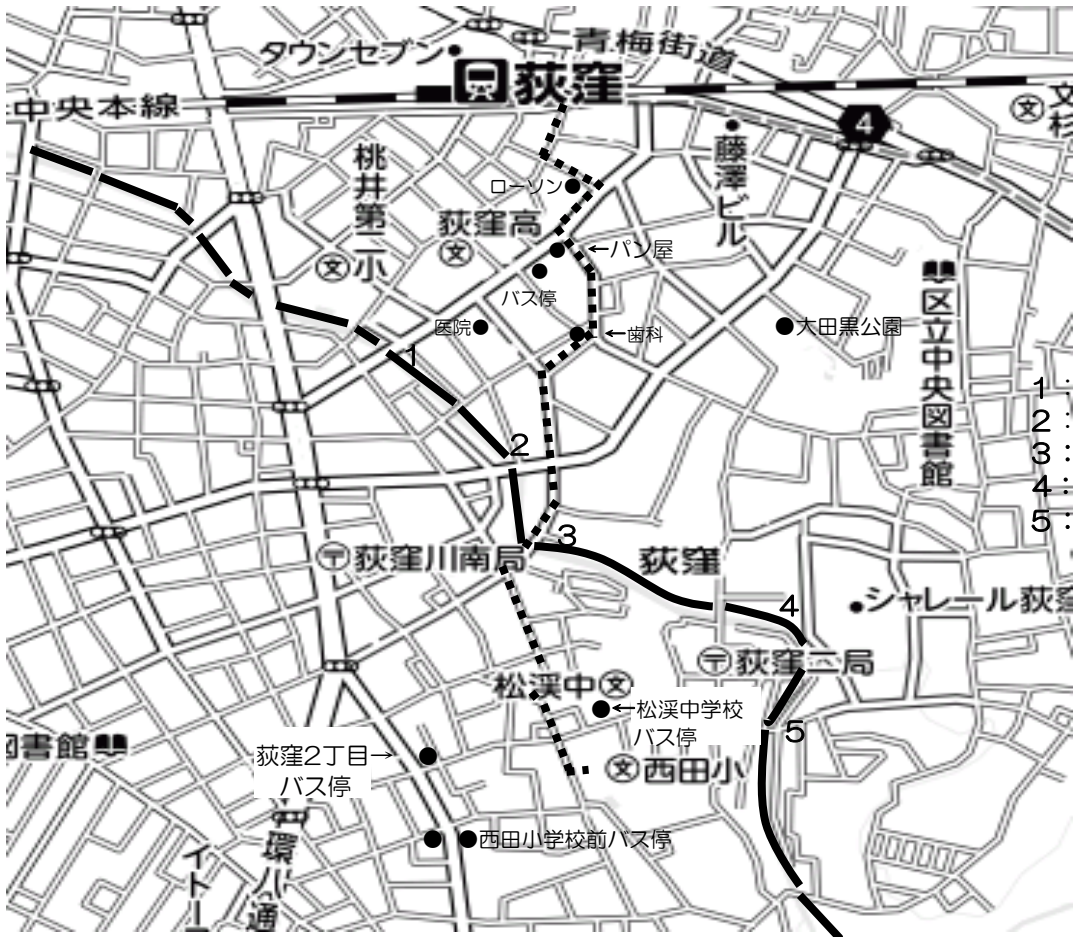 青梅街道
タウンセブン
荻窪
中央本線
4
文
杉
藤澤ビル
桃井第二小
ローソン
荻窪高
←パン屋
バス停
医院
←歯科
大田黒公園
区立中央図書館
1
2
3
4
5
1:
2:
3:
4:
5:
荻窪川南局
荻窪
シャレール荻窪
荻窪二局
松渓中
←松渓中学校
バス停
西田小
図書館
荻窪2丁目→
バス停
西田小学校前バス停
環八通
イトー